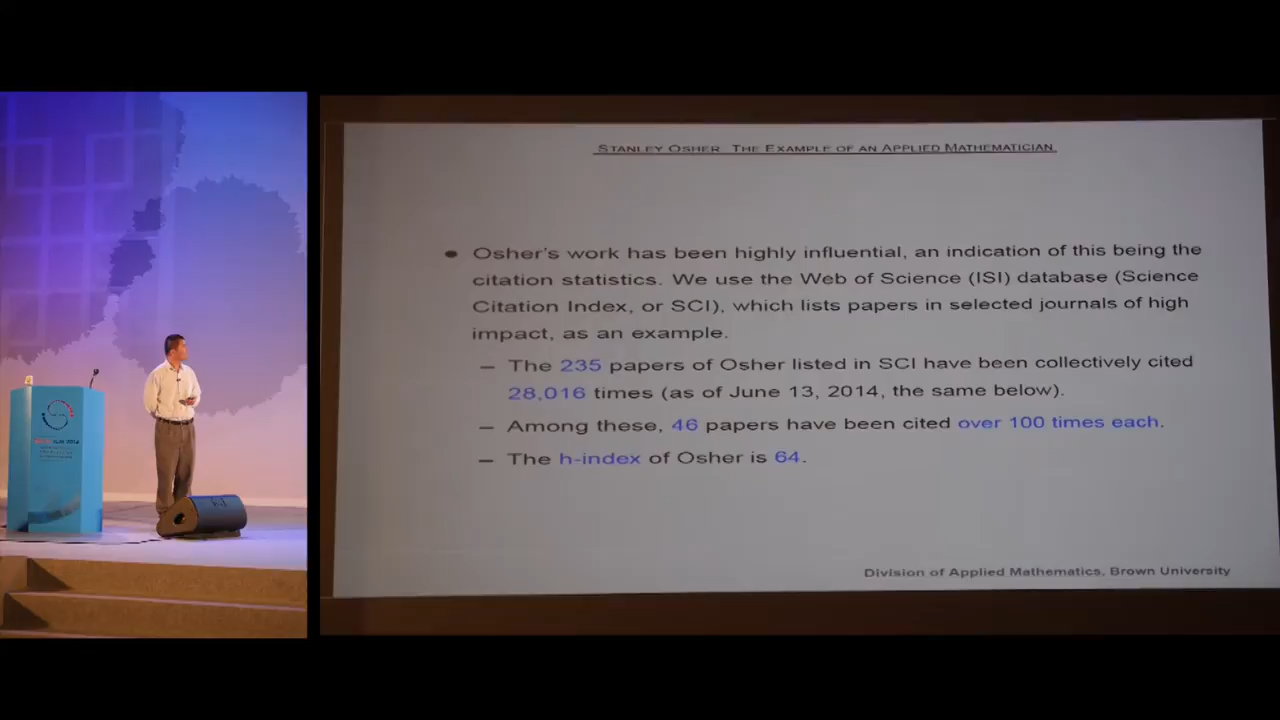 STANLEY OSHER, THE EXAMPLE OF AN APPLIED MATHEMATICIAN
● Osher's work has been highly influential, an indication of this being the
citation statistics. We use the Web of Science (ISI) database (Science
Citation Index, or SCI), which lists papers in selected journals of high
impact, as an example.
– The 235 papers of Osher listed in SCI have been collectively cited
28,016 times (as of June 13, 2014, the same below).
– Among these, 46 papers have been cited over 100 times each.
– The h-index of Osher is 64.
Division of Applied Mathematics, Brown University